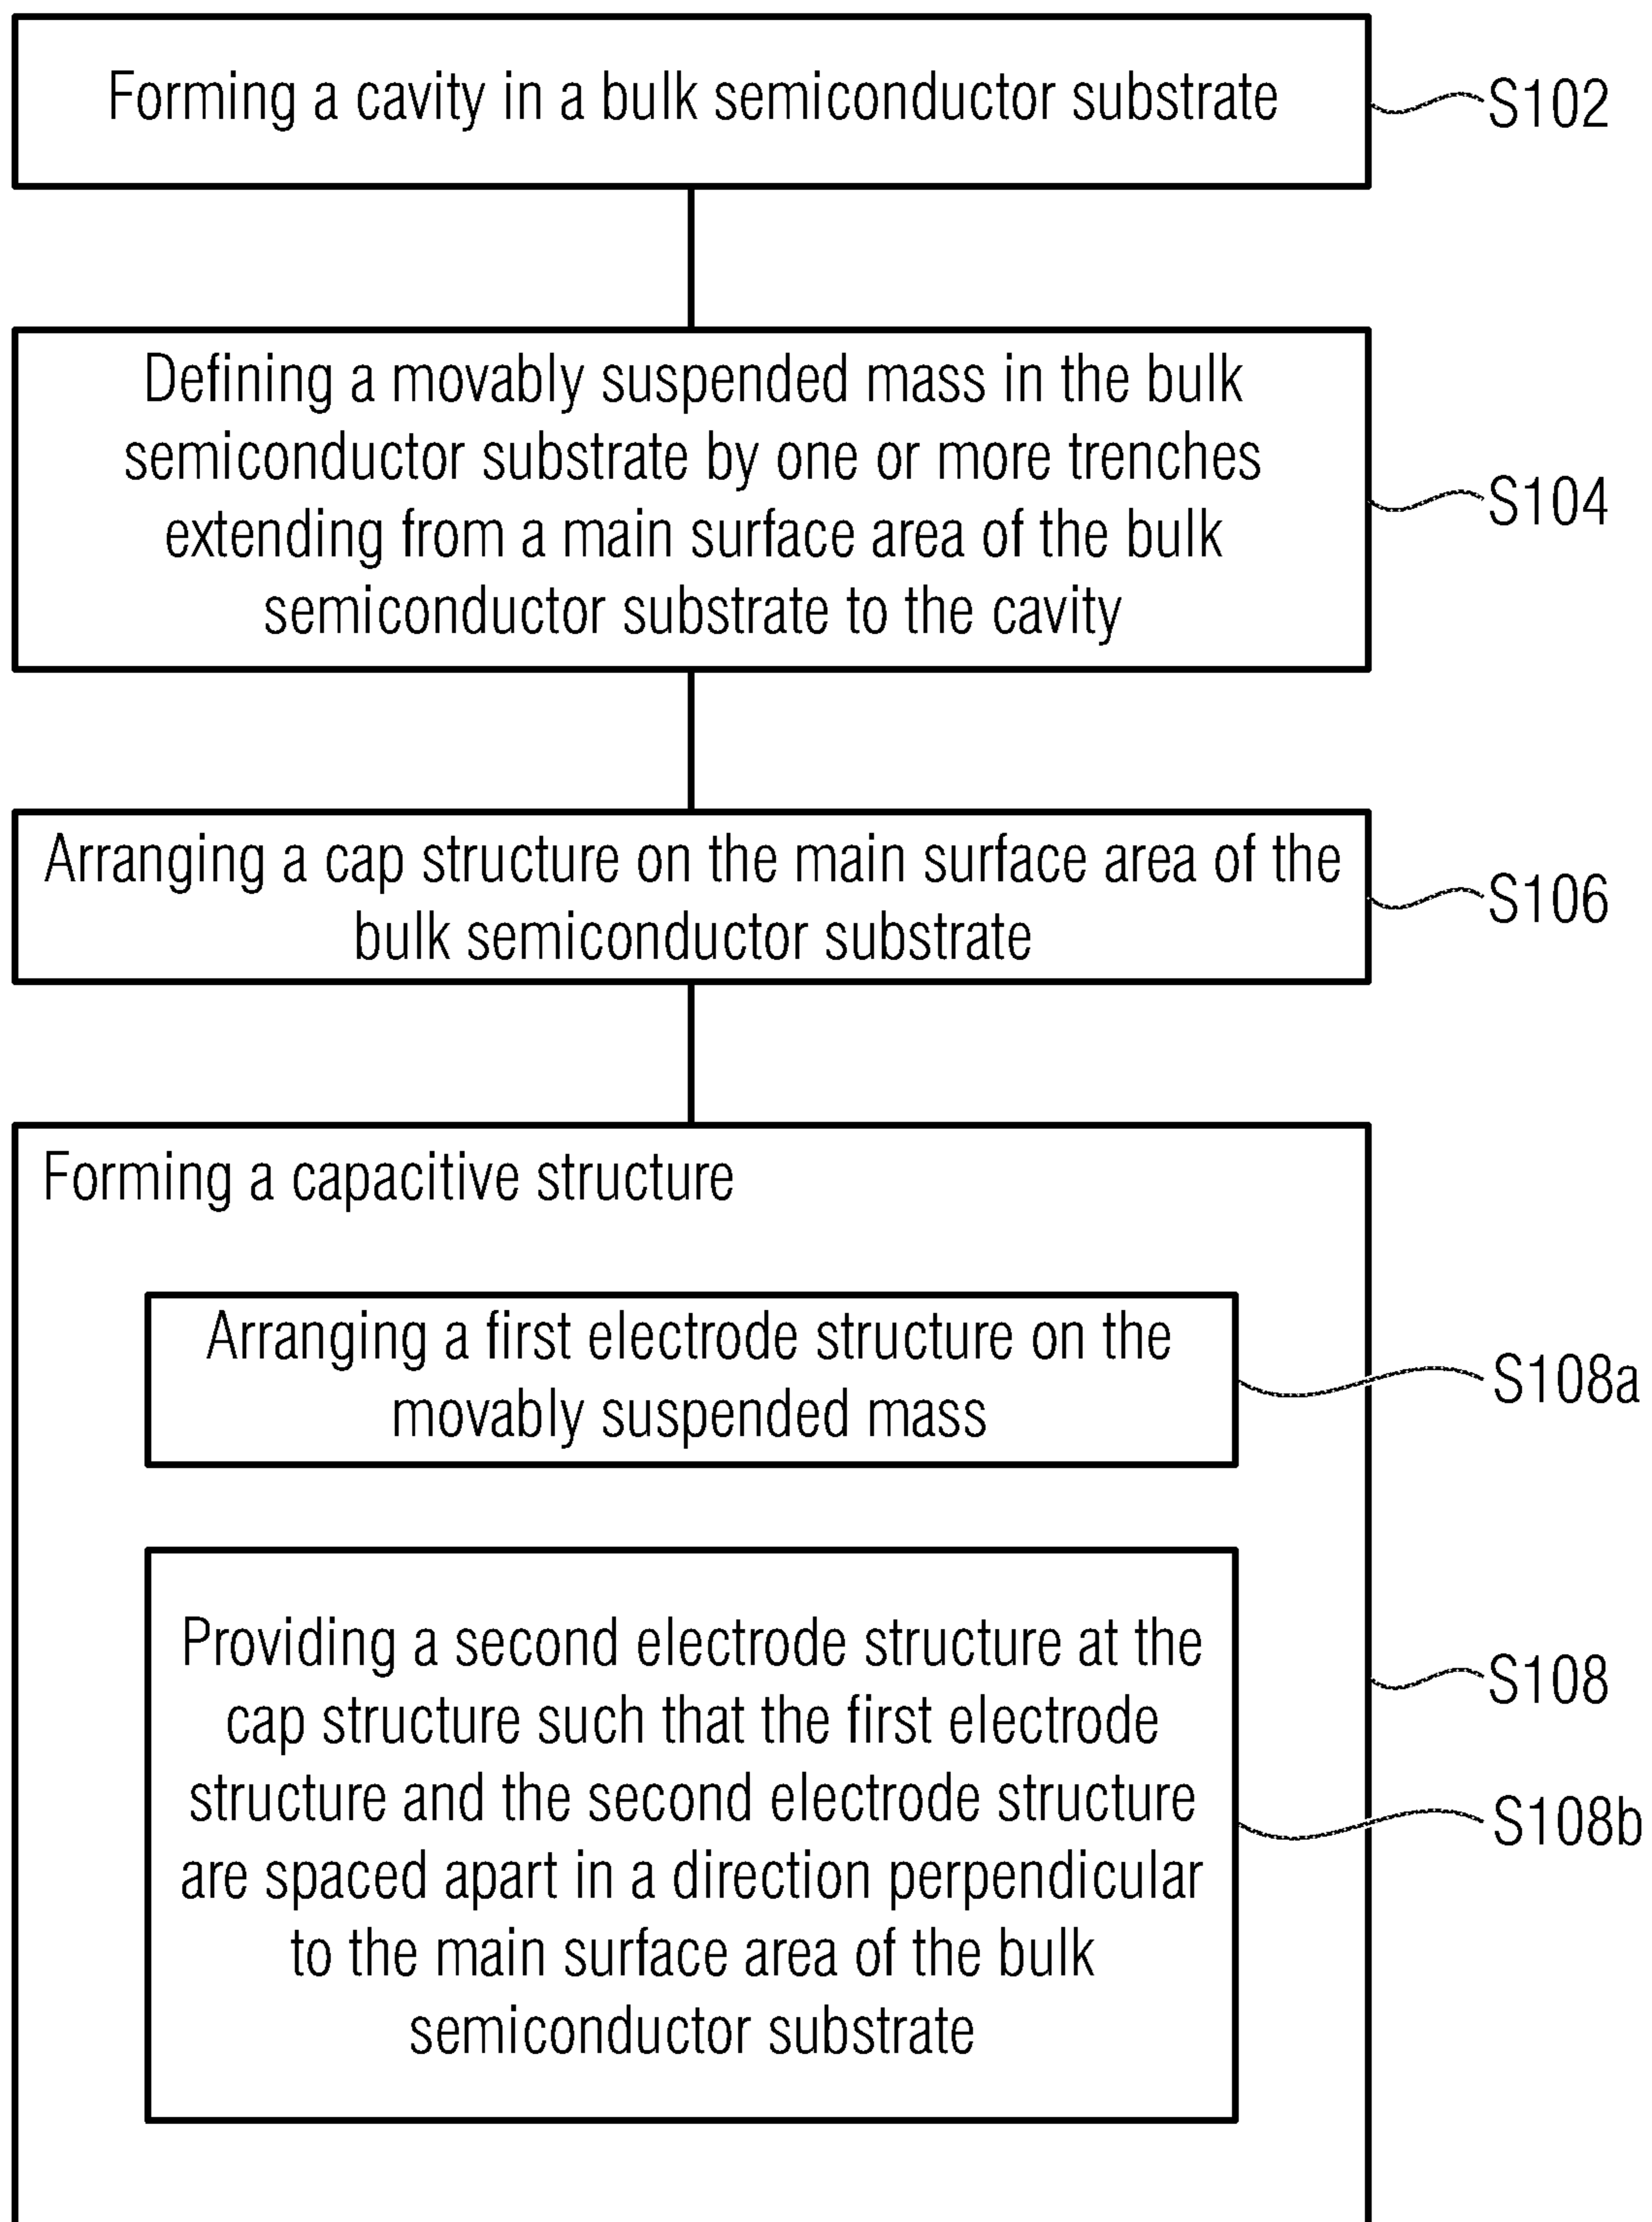 Forming a cavity in a bulk semiconductor substrate
S102
Defining a movably suspended mass in the bulk
semiconductor substrate by one or more trenches
extending from a main surface area of the bulk
semiconductor substrate to the cavity
S104
Arranging a cap structure on the main surface area of the
bulk semiconductor substrate
S106
Forming a capacitive structure
Arranging a first electrode structure on the
movably suspended mass
S108a
Providing a second electrode structure at the
cap structure such that the first electrode
structure and the second electrode structure
are spaced apart in a direction perpendicular
to the main surface area of the bulk
semiconductor substrate
S108
S108b